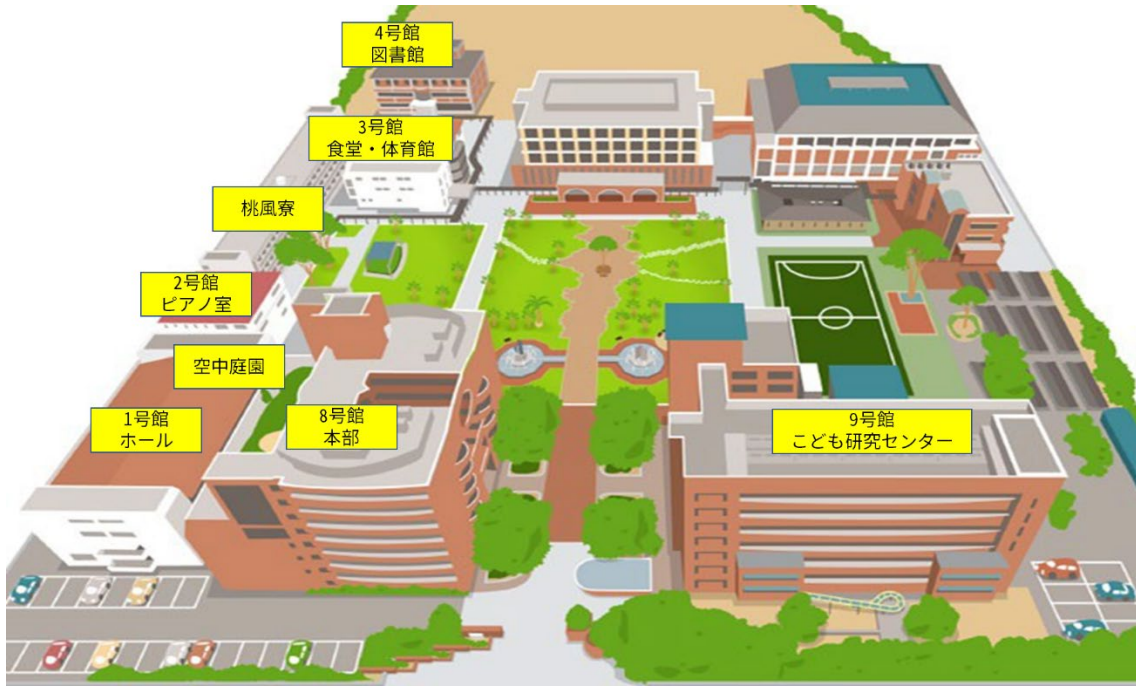 4号館
図書館
3号館
食堂・体育館
桃風寮
2号館
ピアノ室
空中庭園
1号館
ホール
8号館
本部
9号館
こども研究センター